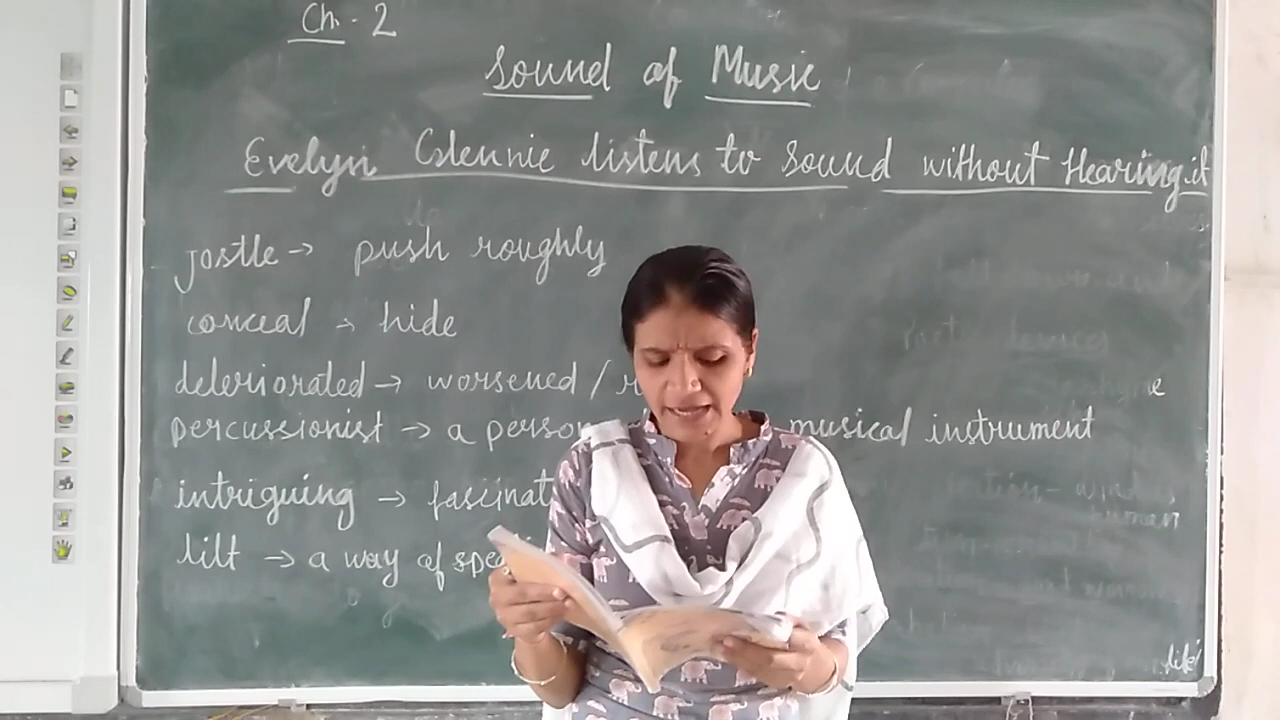 Ch - 2
Sound of Music
Evelyn Glennie listens to Sound without Hearing it
jostle → push roughly
conceal → hide
deteriorated → worsened /
percussionist → a person musical instrument
intriguing → fascinat
lilt → a way of spe